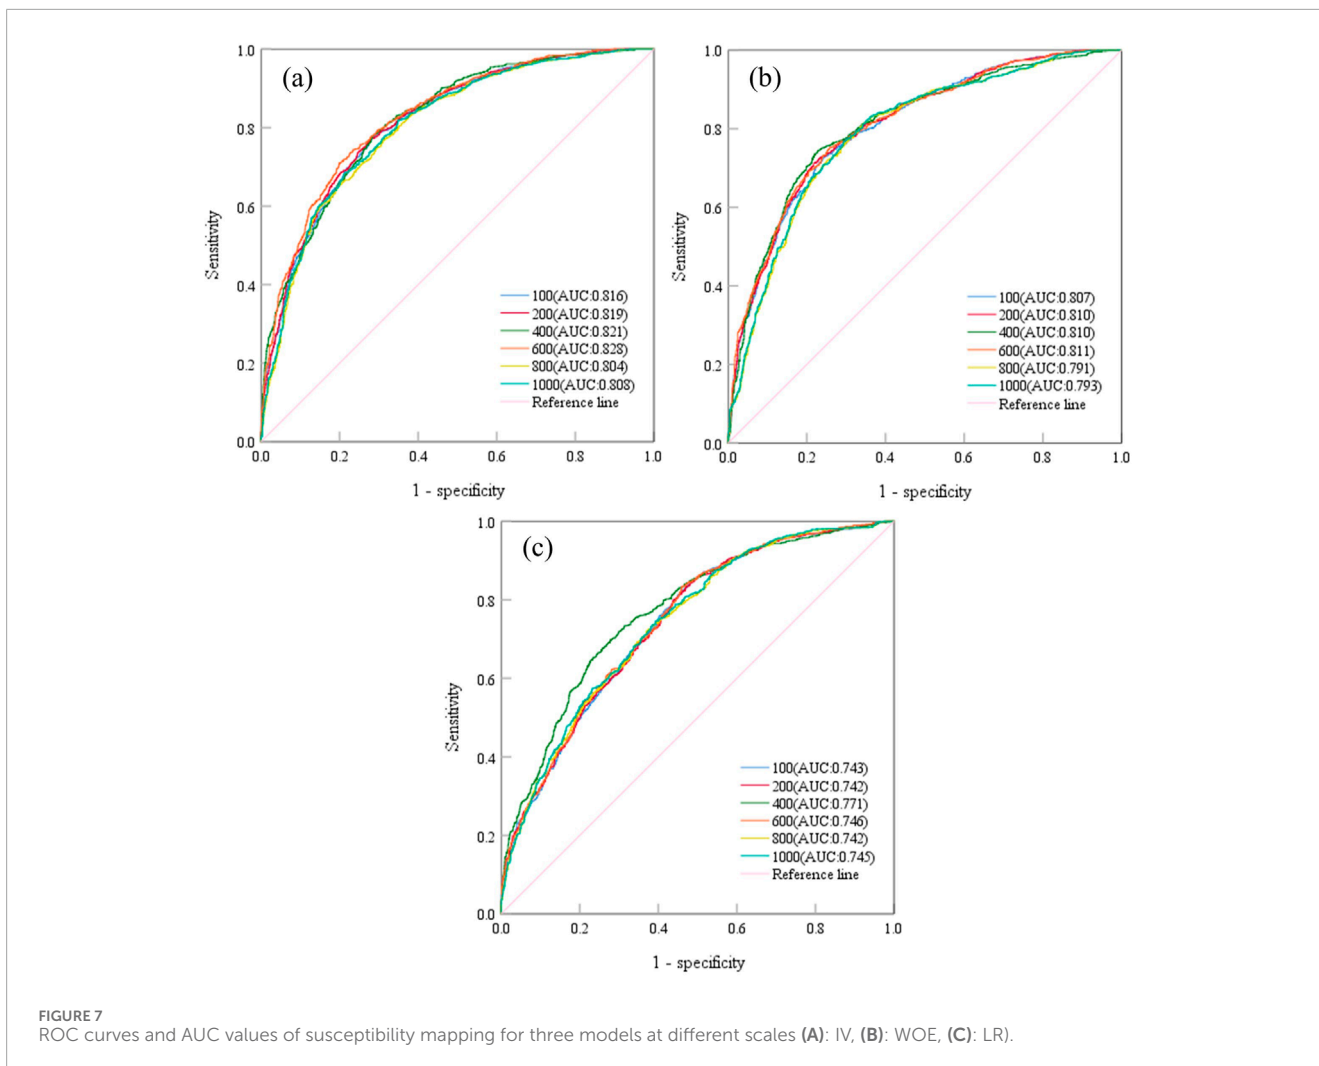 1.0
0.8
0.6
0.4
0.2
0.0
Sensitivity
(a)
100(AUC:0.816)
200(AUC:0.819)
400(AUC:0.821)
600(AUC:0.828)
800(AUC:0.804)
1000(AUC:0.808)
Reference line
0.0 0.2 0.4 0.6 0.8 1.0
1 - specificity
1.0
0.8
0.6
0.4
0.2
0.0
Sensitivity
(b)
100(AUC:0.807)
200(AUC:0.810)
400(AUC:0.810)
600(AUC:0.811)
800(AUC:0.791)
1000(AUC:0.793)
Reference line
0.0 0.2 0.4 0.6 0.8 1.0
1 - specificity
1.0
0.8
0.6
0.4
0.2
0.0
Sensitivity
(c)
100(AUC:0.743)
200(AUC:0.742)
400(AUC:0.771)
600(AUC:0.746)
800(AUC:0.742)
1000(AUC:0.745)
Reference line
0.0 0.2 0.4 0.6 0.8 1.0
1 - specificity
FIGURE 7
ROC curves and AUC values of susceptibility mapping for three models at different scales (A): IV, (B): WOE, (C): LR).